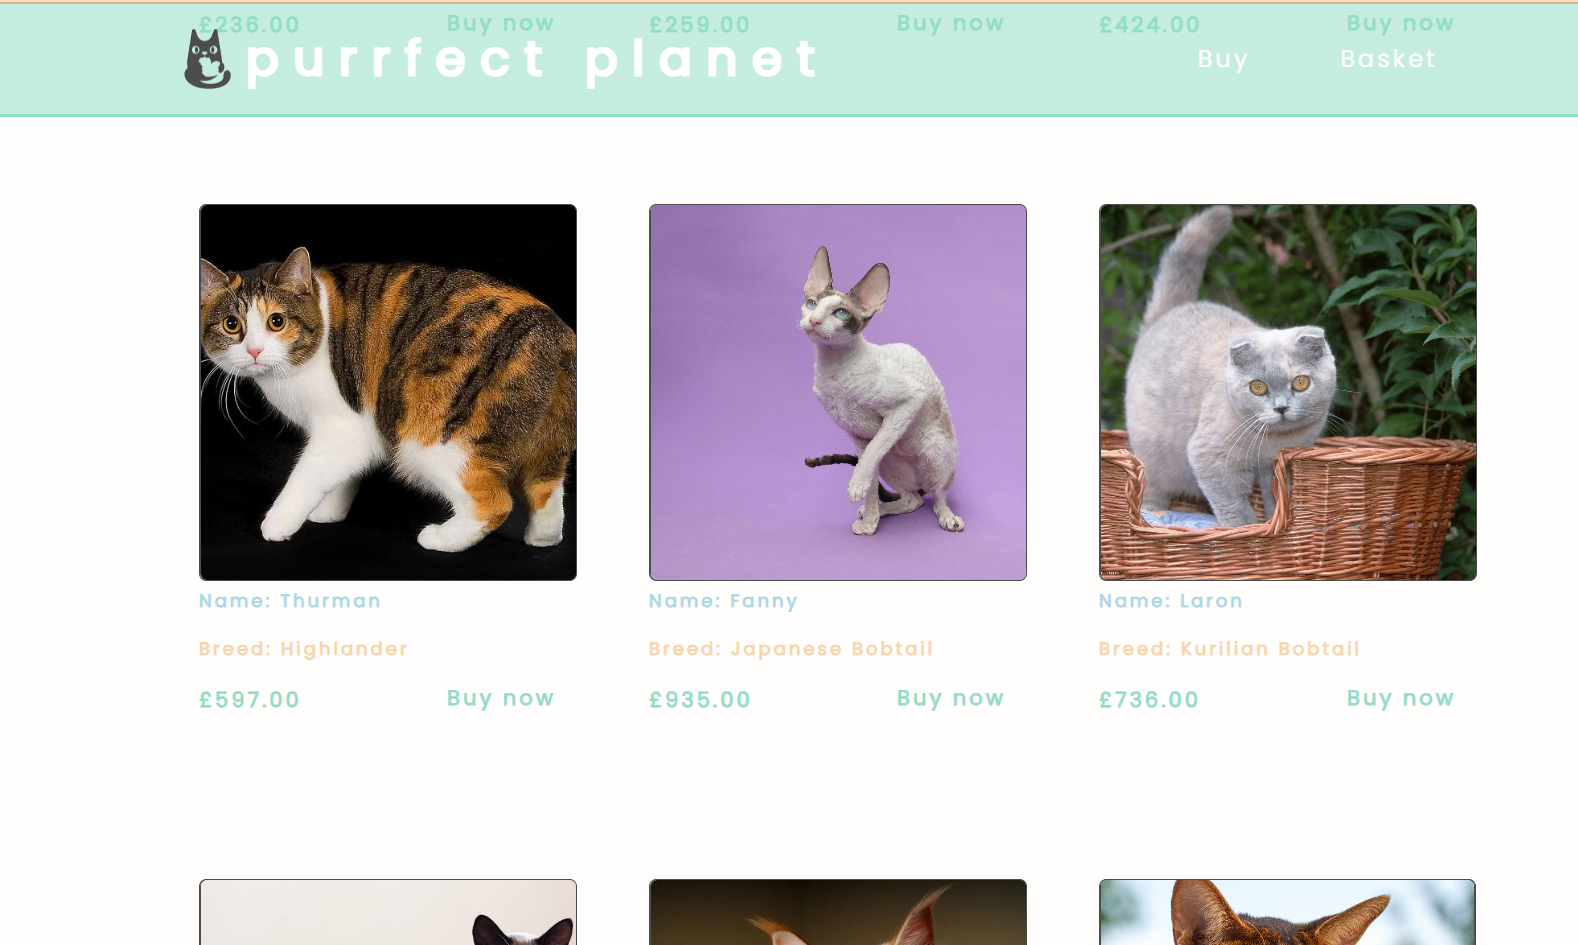 £236.00 Buy now £259.00 Buy now £424.00 Buy now
purrfect planet Buy Basket
Name: Thurman Name: Fanny Name: Laron
Breed: Highlander Breed: Japanese Bobtail Breed: Kurilian Bobtail
£597.00 Buy now £935.00 Buy now £736.00 Buy now